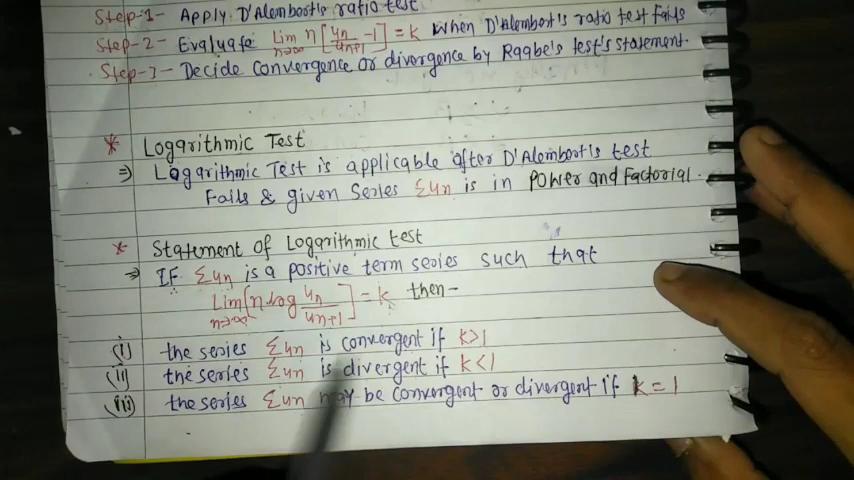 Step-1- Apply D'Alembert's ratio test
Step-2- Evaluate Lim n→∞ n[un/un+1 -1]=k when D'Alembert's ratio test fails
Step-3- Decide convergence or divergence by Raabe's test's statement.
* Logarithmic Test
⇒ Logarithmic Test is applicable after D'Alembert's test
Fails & given series Σun is in power and factorial.
* Statement of Logarithmic test
⇒ IF Σun is a positive term series such that
Lim n→∞ [n log un/un+1] = k then-
(i) the series Σun is convergent if k>1
(ii) the series Σun is divergent if k<1
(iii) the series Σun may be convergent or divergent if k=1